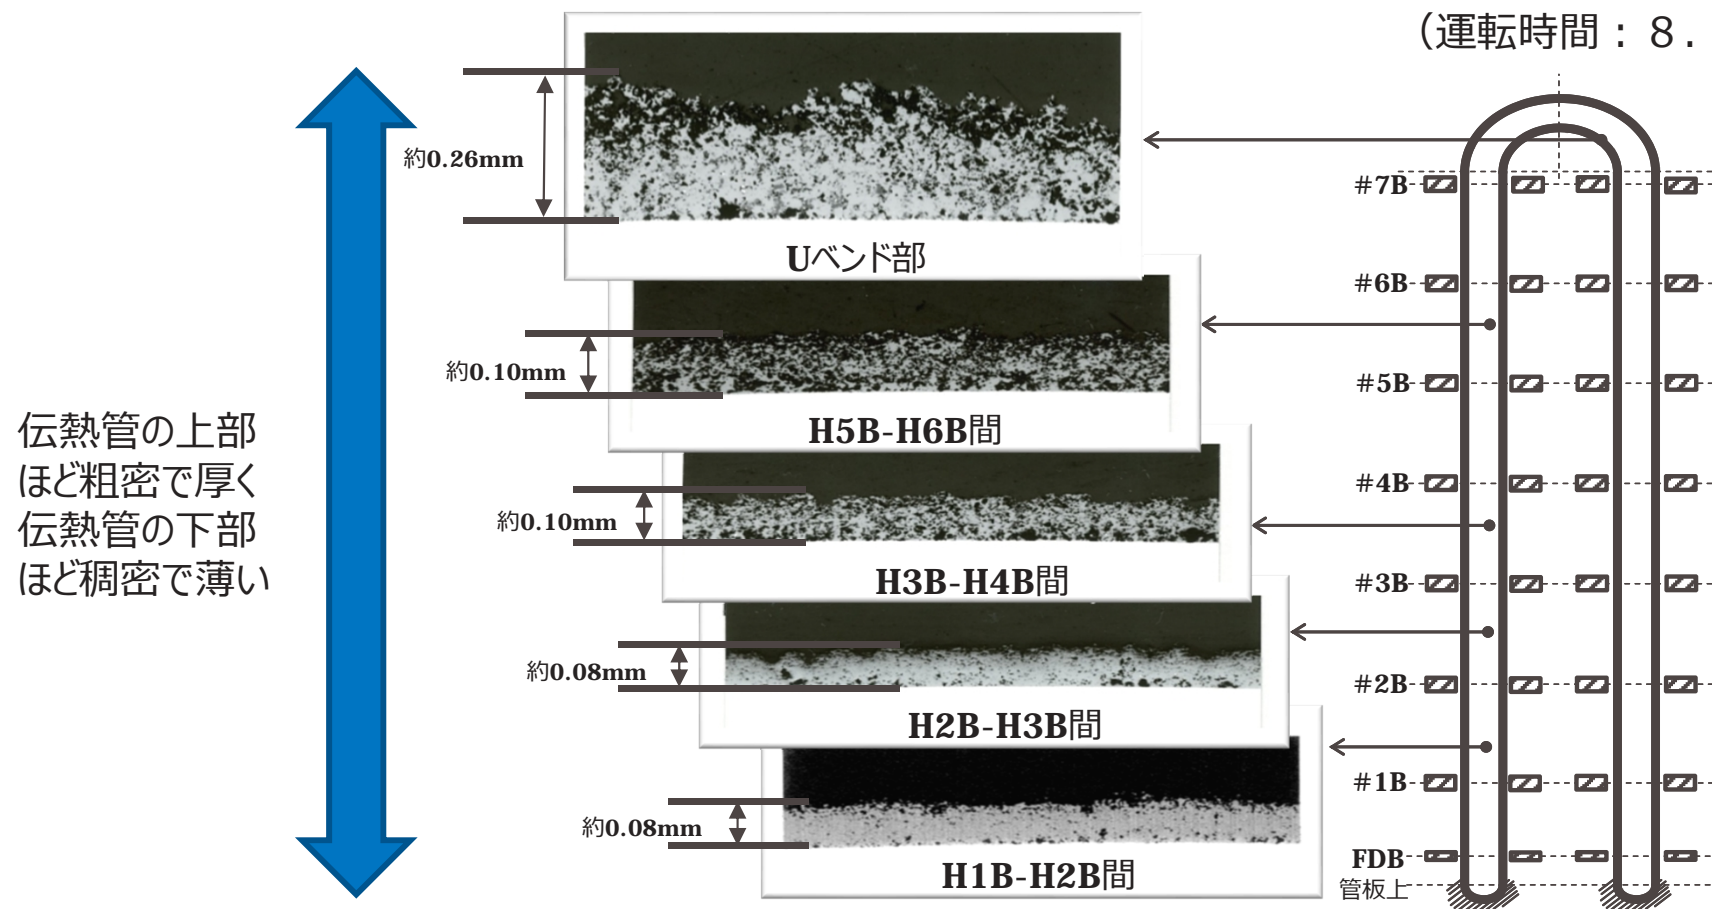 （運転時間：８．
約0.26mm
Uベンド部
約0.10mm
H5B-H6B間
約0.10mm
H3B-H4B間
約0.08mm
H2B-H3B間
約0.08mm
H1B-H2B間
伝熱管の上部
ほど粗密で厚く
伝熱管の下部
ほど稠密で薄い
#7B
#6B
#5B
#4B
#3B
#2B
#1B
FDB
管板上